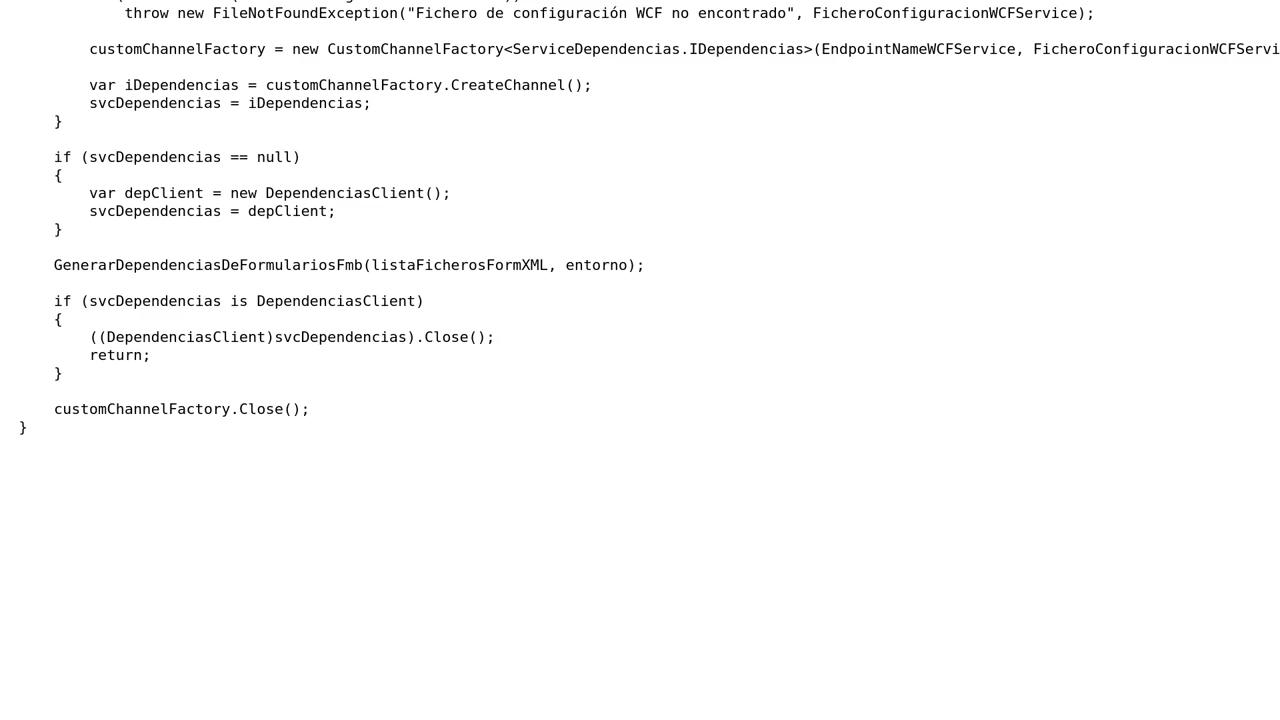 throw new FileNotFoundException("Fichero de configuración WCF no encontrado", FicheroConfiguracionWCFService);
customChannelFactory = new CustomChannelFactory<ServiceDependencias.IDependencias>(EndpointNameWCFService, FicheroConfiguracionWCFServi
var iDependencias = customChannelFactory.CreateChannel();
svcDependencias = iDependencias;
}
if (svcDependencias == null)
{
var depClient = new DependenciasClient();
svcDependencias = depClient;
}
GenerarDependenciasDeFormulariosFmb(listaFicherosFormXML, entorno);
if (svcDependencias is DependenciasClient)
{
((DependenciasClient)svcDependencias).Close();
return;
}
customChannelFactory.Close();
}